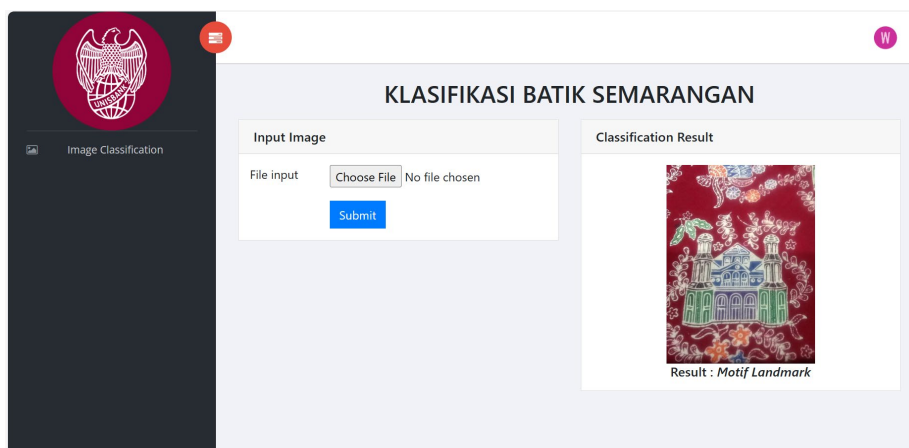 UNISBANK
W
Image Classification
KLASIFIKASI BATIK SEMARANGAN
Input Image
File input
Choose File No file chosen
Submit
Classification Result
Result : Motif Landmark